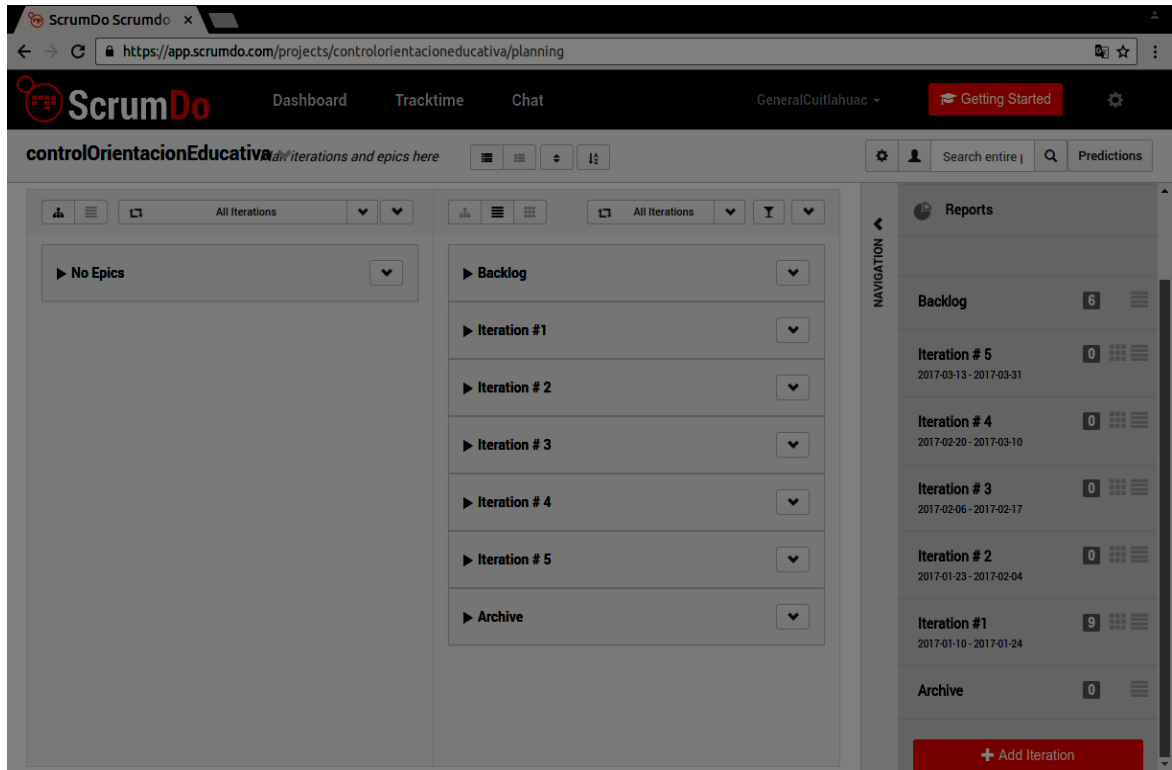 ScrumDo Scrumdo
https://app.scrumdo.com/projects/controlorientacioneducativa/planning
ScrumDo Dashboard Tracktime Chat GeneralCuitlahuac Getting Started
controlOrientacionEducativa iterations and epics here Search entire Predictions
All Iterations All Iterations
NAVIGATION
No Epics
Backlog
Iteration #1
Iteration # 2
Iteration # 3
Iteration # 4
Iteration # 5
Archive
Reports
Backlog 6
Iteration # 5 0
2017-03-13 - 2017-03-31
Iteration # 4 0
2017-02-20 - 2017-03-10
Iteration # 3 0
2017-02-06 - 2017-02-17
Iteration # 2 0
2017-01-23 - 2017-02-04
Iteration #1 9
2017-01-10 - 2017-01-24
Archive 0
Add Iteration